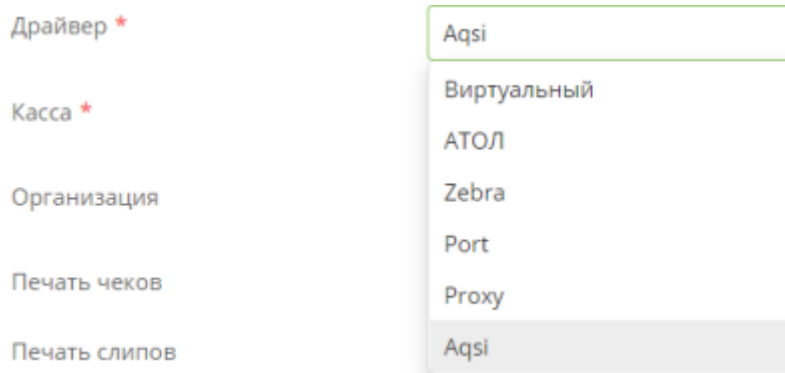 Драйвер *
Aqsi
Виртуальный
Касса *
АТОЛ
Организация
Zebra
Port
Печать чеков
Proxy
Печать слипов
Aqsi